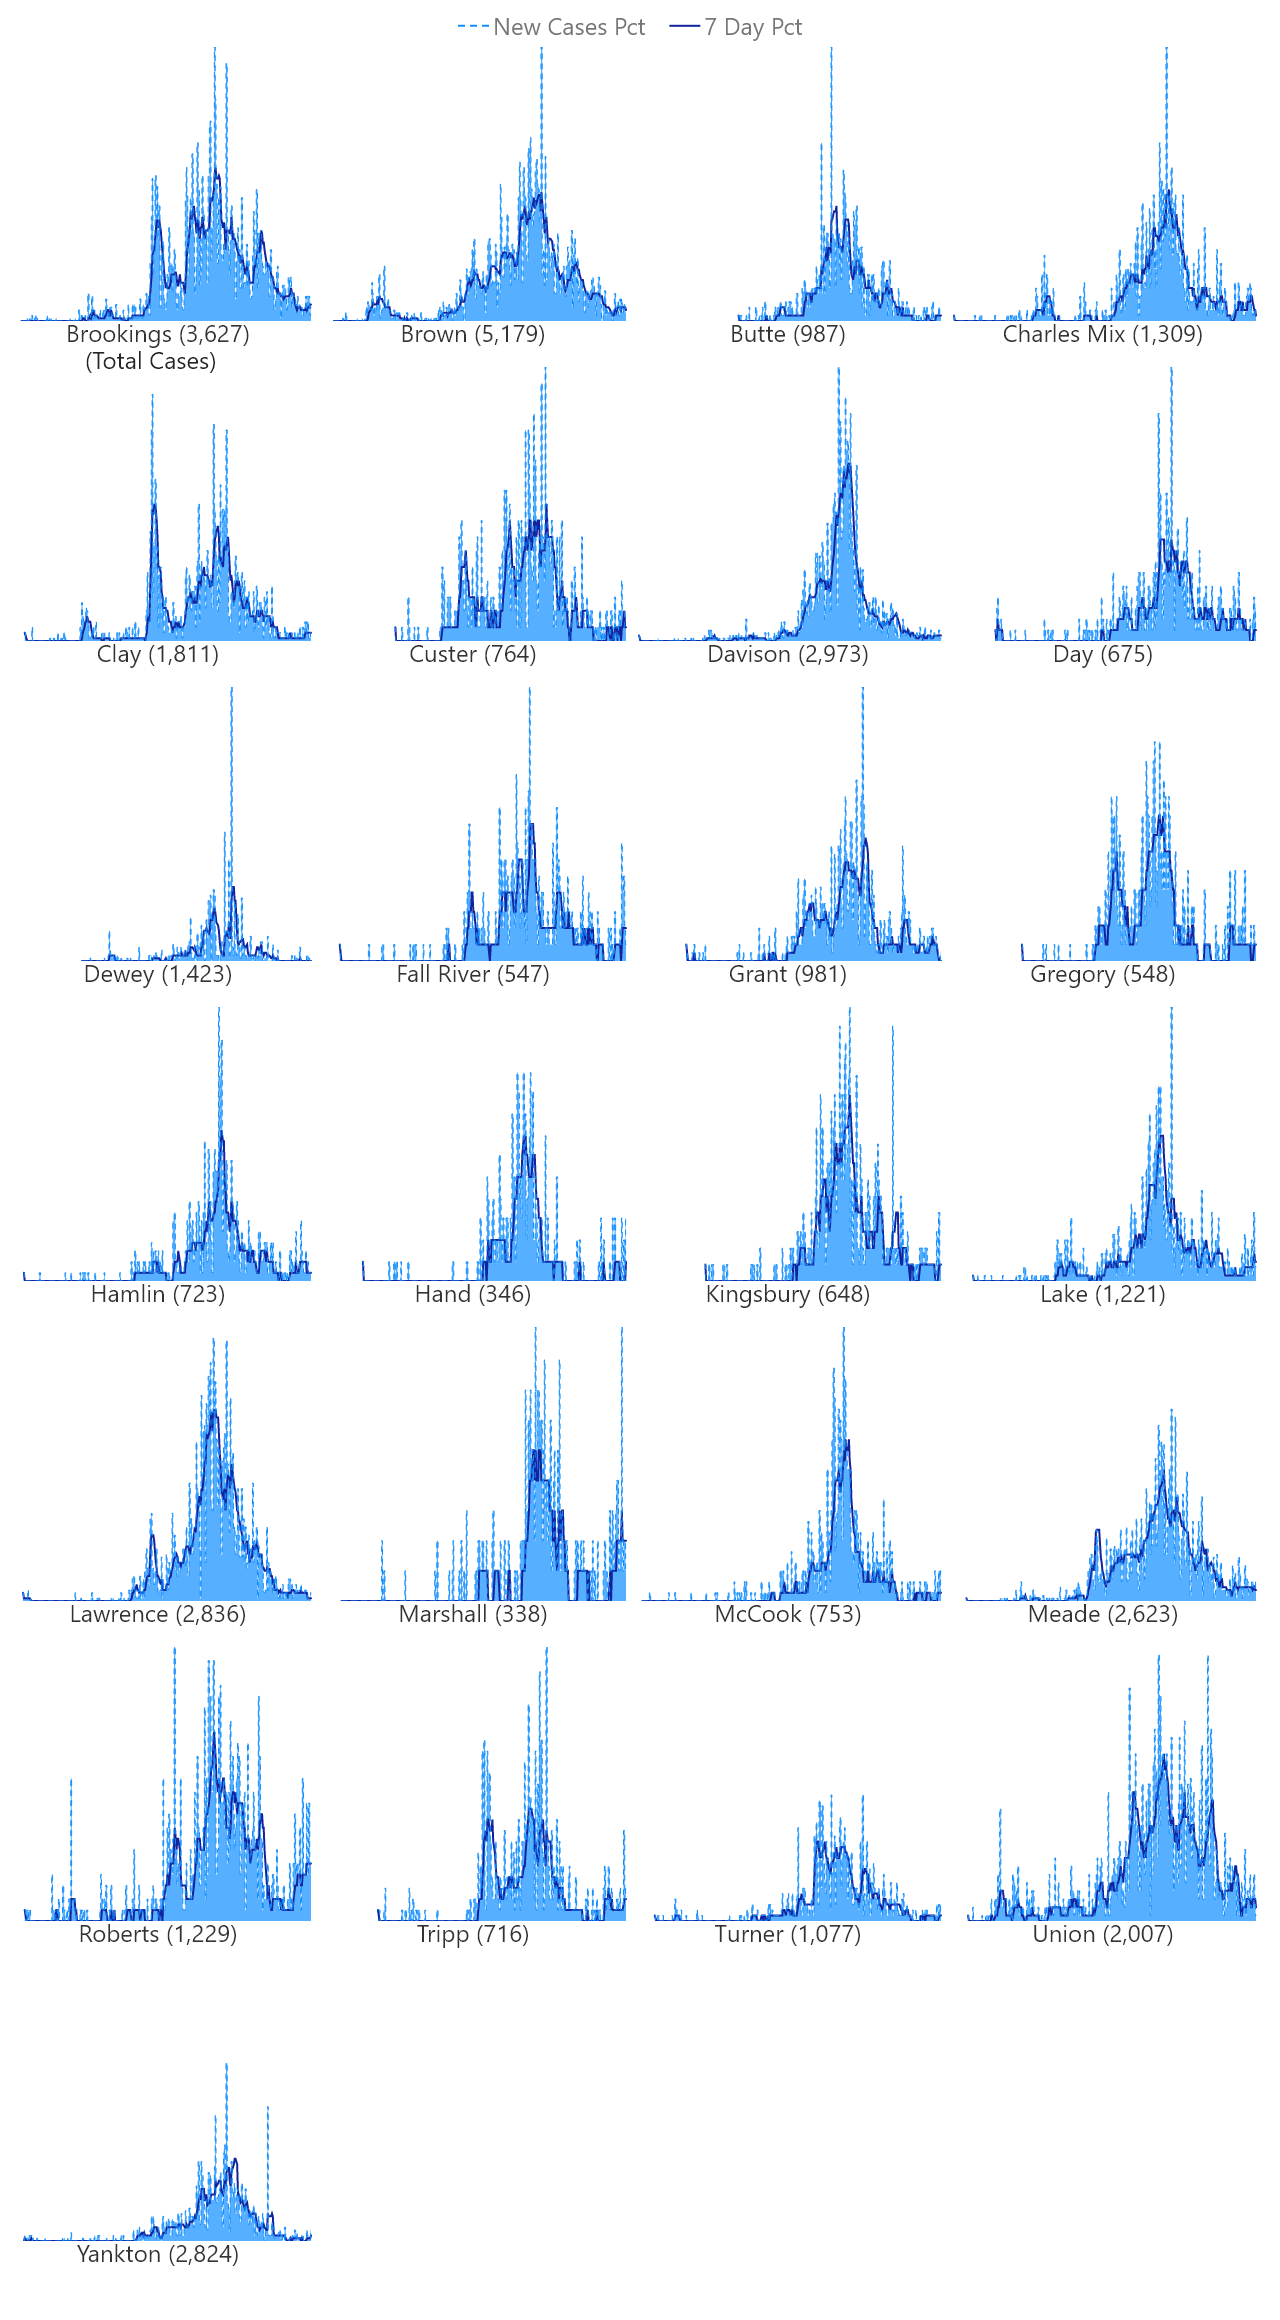 New Cases Pct 7 Day Pct
Brookings (3,627) Brown (5,179) Butte (987) Charles Mix (1,309)
(Total Cases)
Clay (1,811) Custer (764) Davison (2,973) Day (675)
Dewey (1,423) Fall River (547) Grant (981) Gregory (548)
Hamlin (723) Hand (346) Kingsbury (648) Lake (1,221)
Lawrence (2,836) Marshall (338) McCook (753) Meade (2,623)
Roberts (1,229) Tripp (716) Turner (1,077) Union (2,007)
Yankton (2,824)